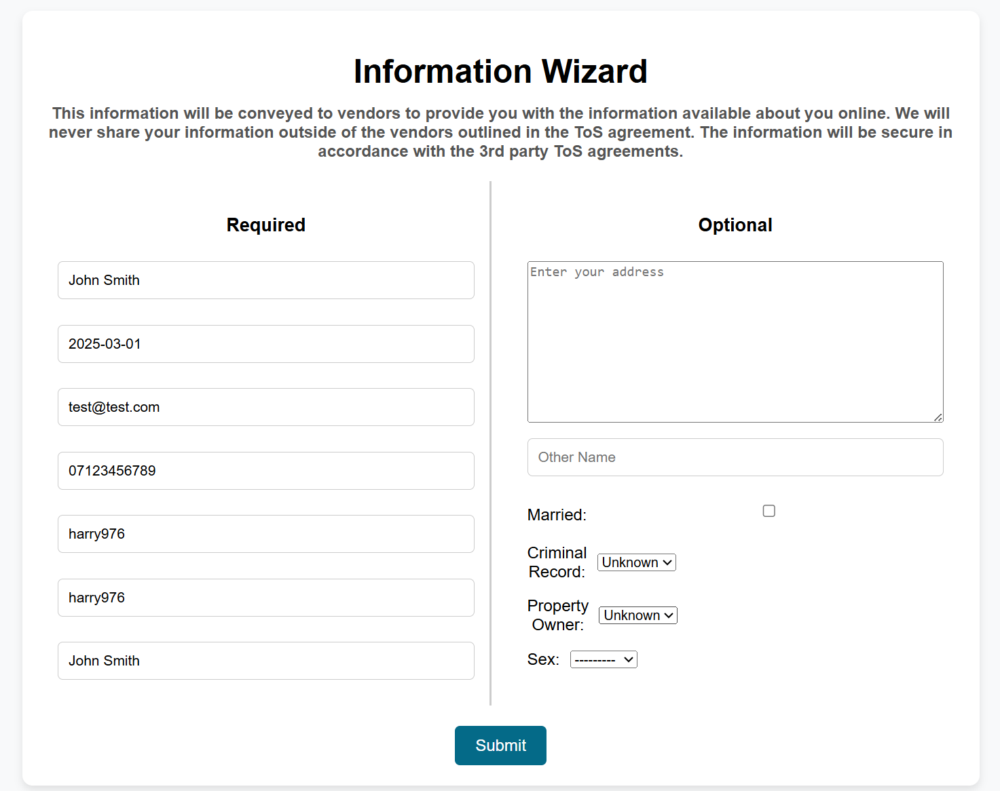 Information Wizard
This information will be conveyed to vendors to provide you with the information available about you online. We will
never share your information outside of the vendors outlined in the ToS agreement. The information will be secure in
accordance with the 3rd party ToS agreements.
Required
John Smith
2025-03-01
test@test.com
07123456789
harry976
harry976
John Smith
Optional
Enter your address
Other Name
Married:
Criminal
Record:
Unknown
Property
Owner:
Unknown
Sex:
---------
Submit